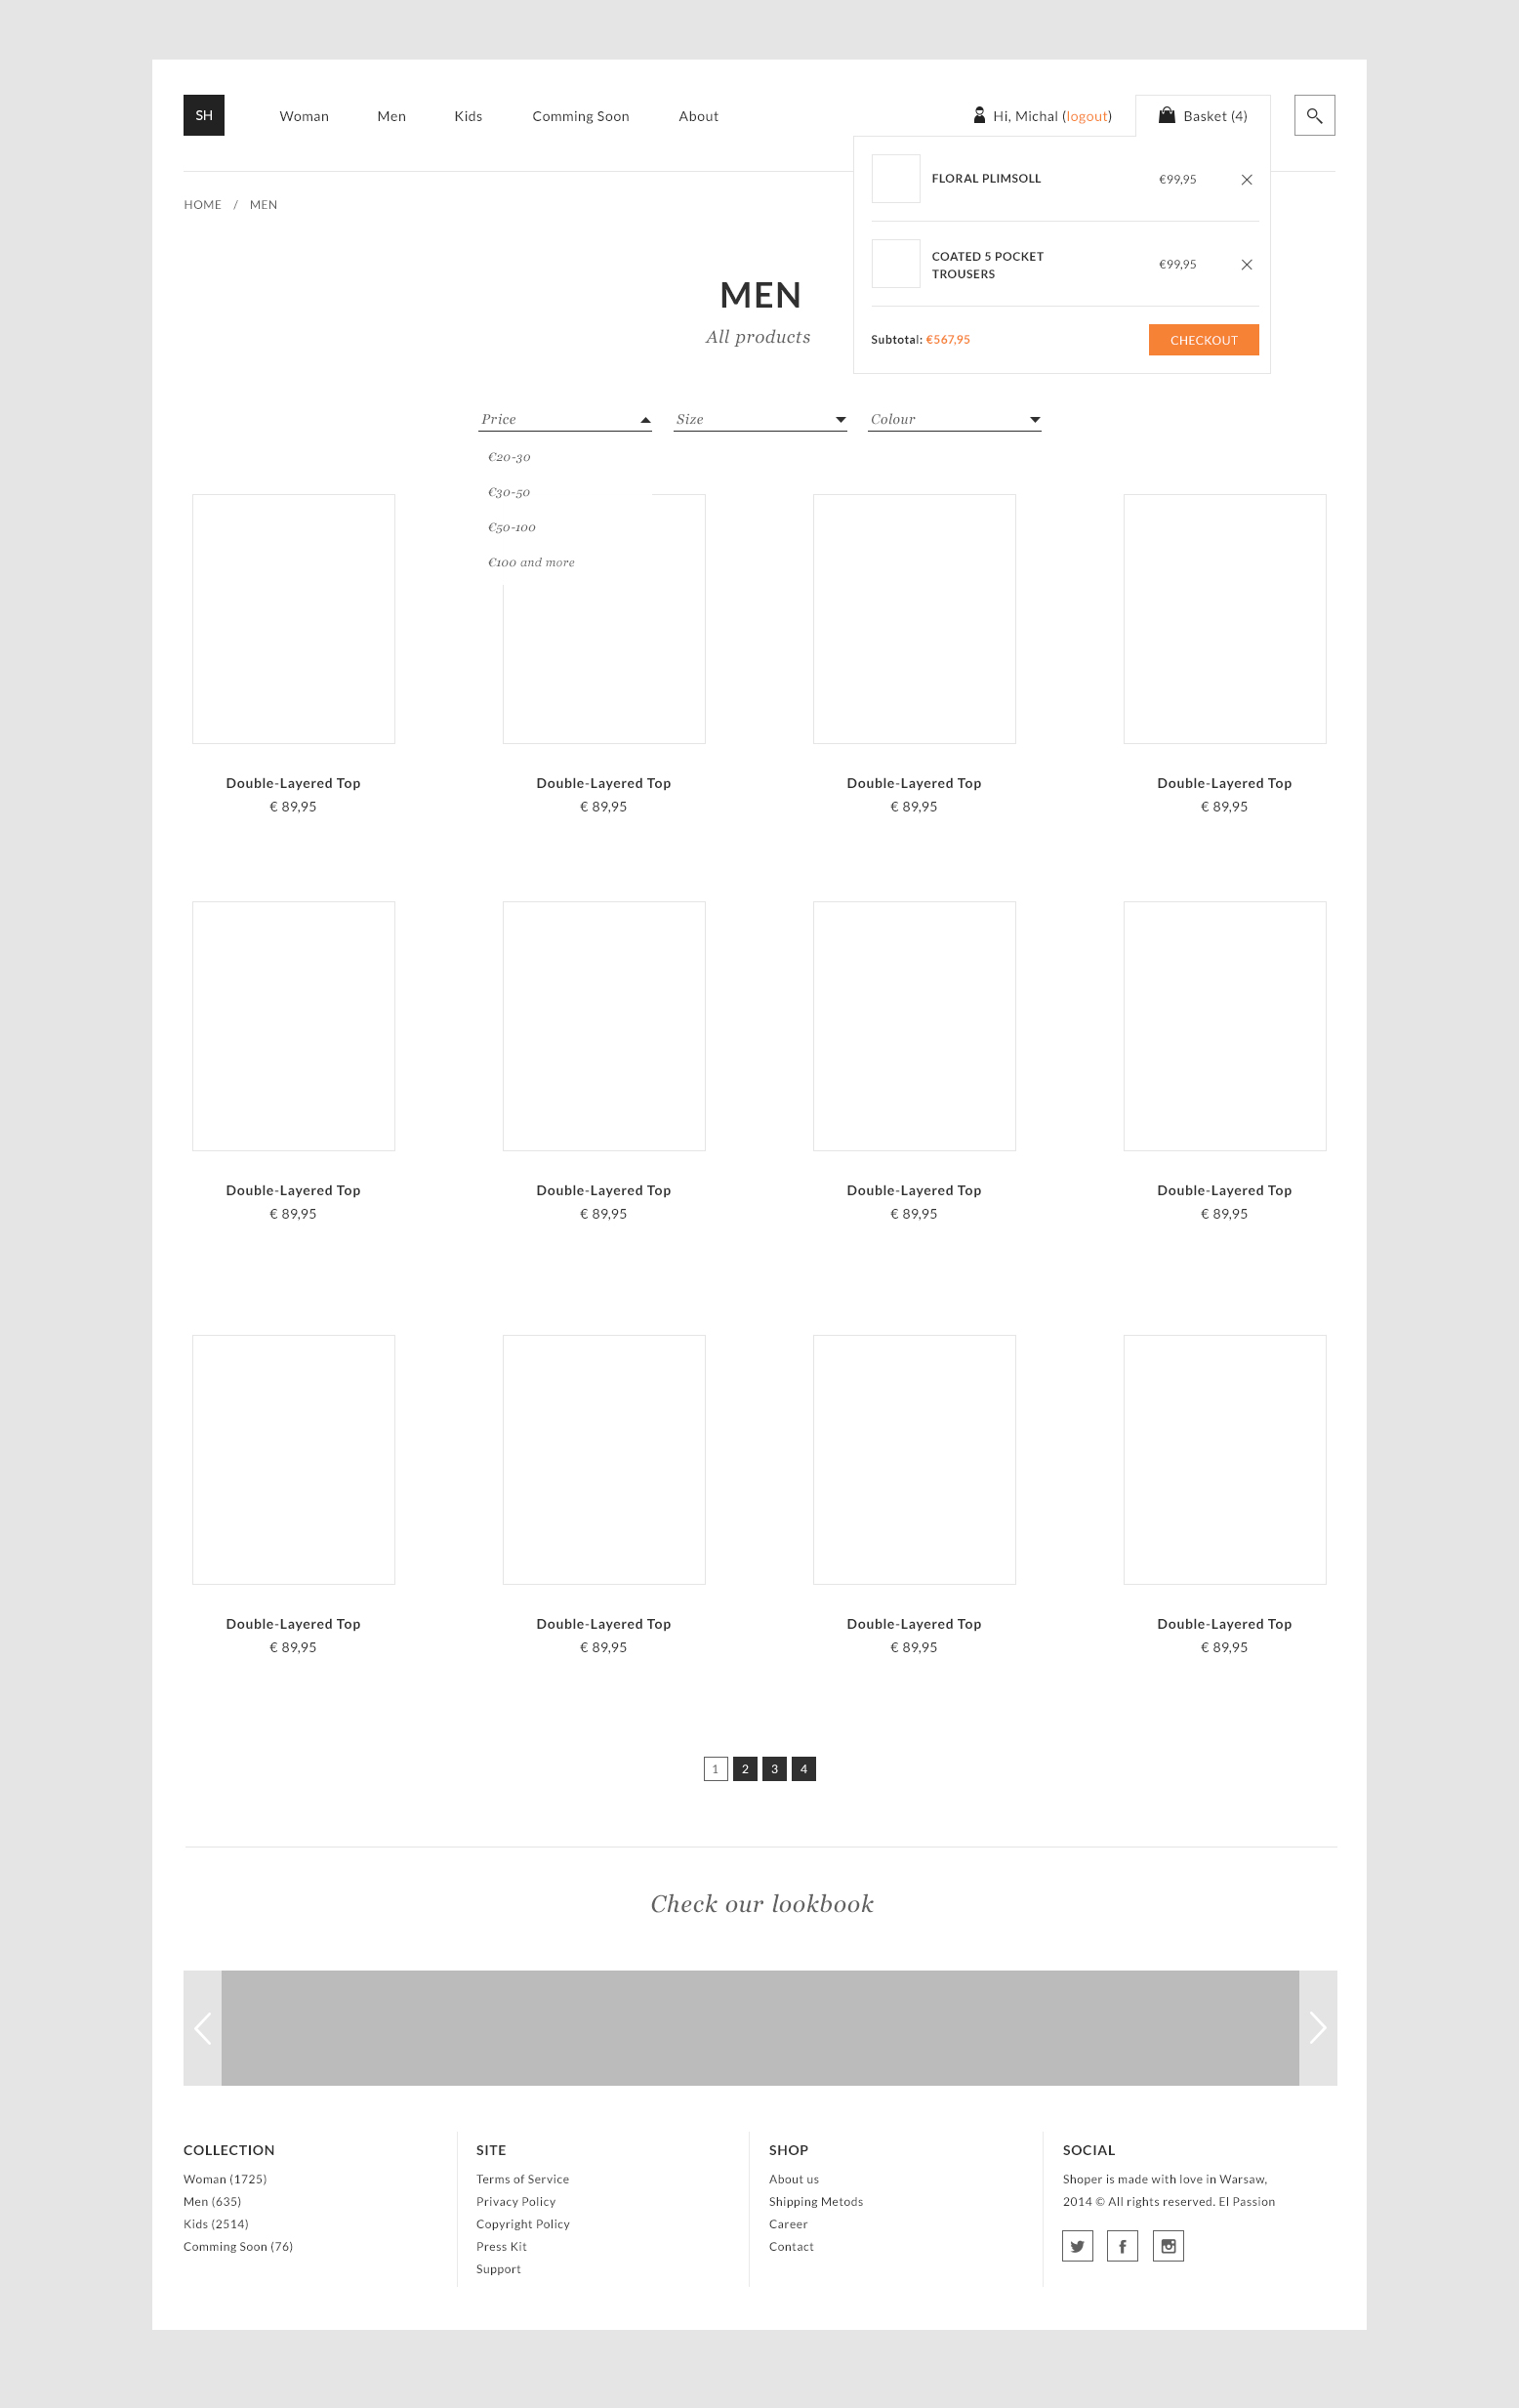 SH
Woman
Men
Kids
Comming Soon
About
Hi, Michal (logout)
Basket (4)
FLORAL PLIMSOLL
€99,95
COATED 5 POCKET
TROUSERS
€99,95
Subtotal: €567,95
CHECKOUT
HOME / MEN
MEN
All products
Price
Size
Colour
€20-30
€30-50
€50-100
€100 and more
Double-Layered Top
€ 89,95
Double-Layered Top
€ 89,95
Double-Layered Top
€ 89,95
Double-Layered Top
€ 89,95
Double-Layered Top
€ 89,95
Double-Layered Top
€ 89,95
Double-Layered Top
€ 89,95
Double-Layered Top
€ 89,95
Double-Layered Top
€ 89,95
Double-Layered Top
€ 89,95
Double-Layered Top
€ 89,95
Double-Layered Top
€ 89,95
1 2 3 4
Check our lookbook
COLLECTION
Woman (1725)
Men (635)
Kids (2514)
Comming Soon (76)
SITE
Terms of Service
Privacy Policy
Copyright Policy
Press Kit
Support
SHOP
About us
Shipping Metods
Career
Contact
SOCIAL
Shoper is made with love in Warsaw,
2014 © All rights reserved. El Passion